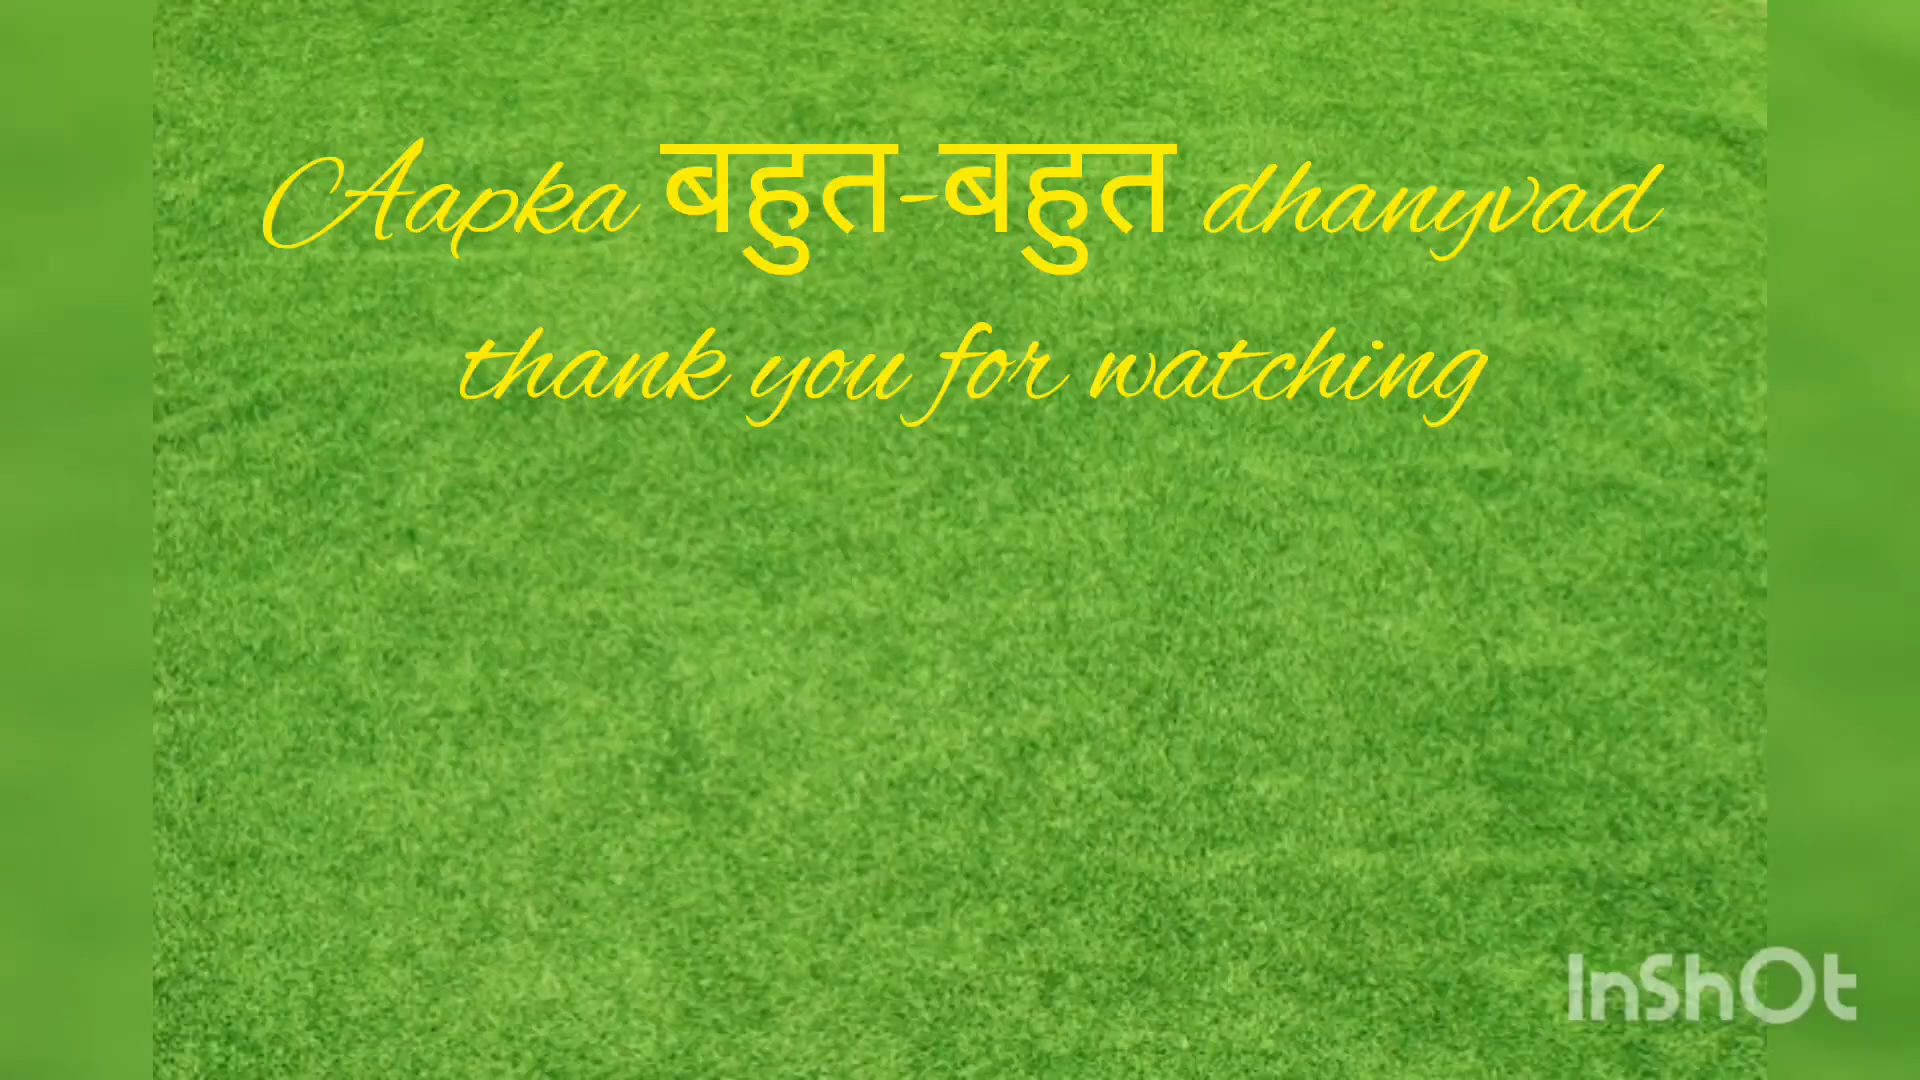 Aapka बहुत-बहुत dhanyvad
thank you for watching
InShOt